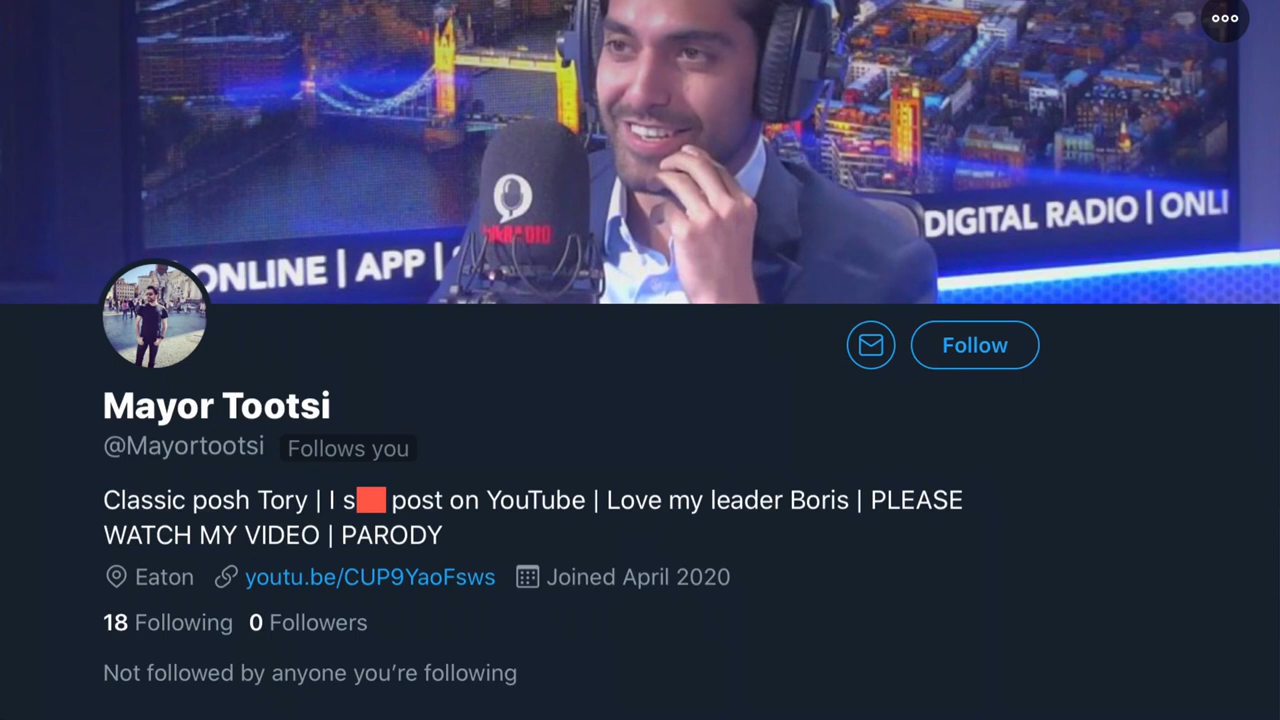 ONLINE | APP |
DIGITAL RADIO | ONLI
Follow
Mayor Tootsi
@Mayortootsi Follows you
Classic posh Tory | I s post on YouTube | Love my leader Boris | PLEASE
WATCH MY VIDEO | PARODY
Eaton youtu.be/CUP9YaoFsws Joined April 2020
18 Following 0 Followers
Not followed by anyone you’re following